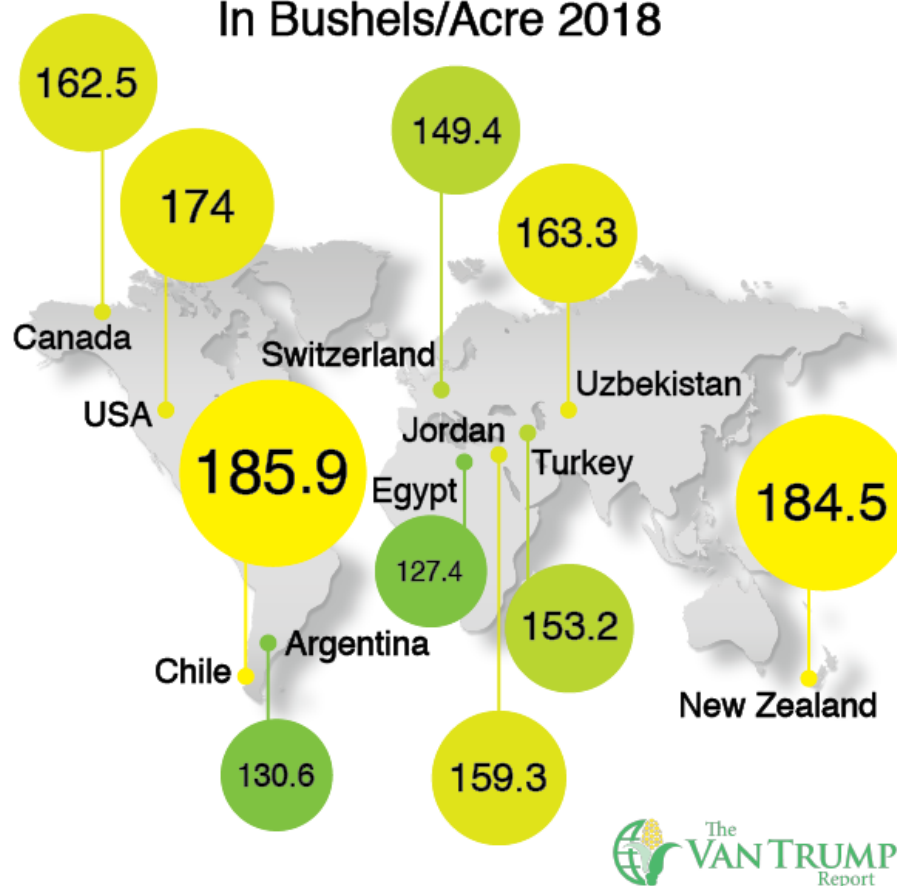 In Bushels/Acre 2018
162.5
149.4
174
163.3
Canada
Switzerland
Uzbekistan
USA
Jordan
185.9
Turkey
Egypt
184.5
127.4
153.2
Argentina
Chile
New Zealand
130.6
159.3
The
VAN TRUMP
Report